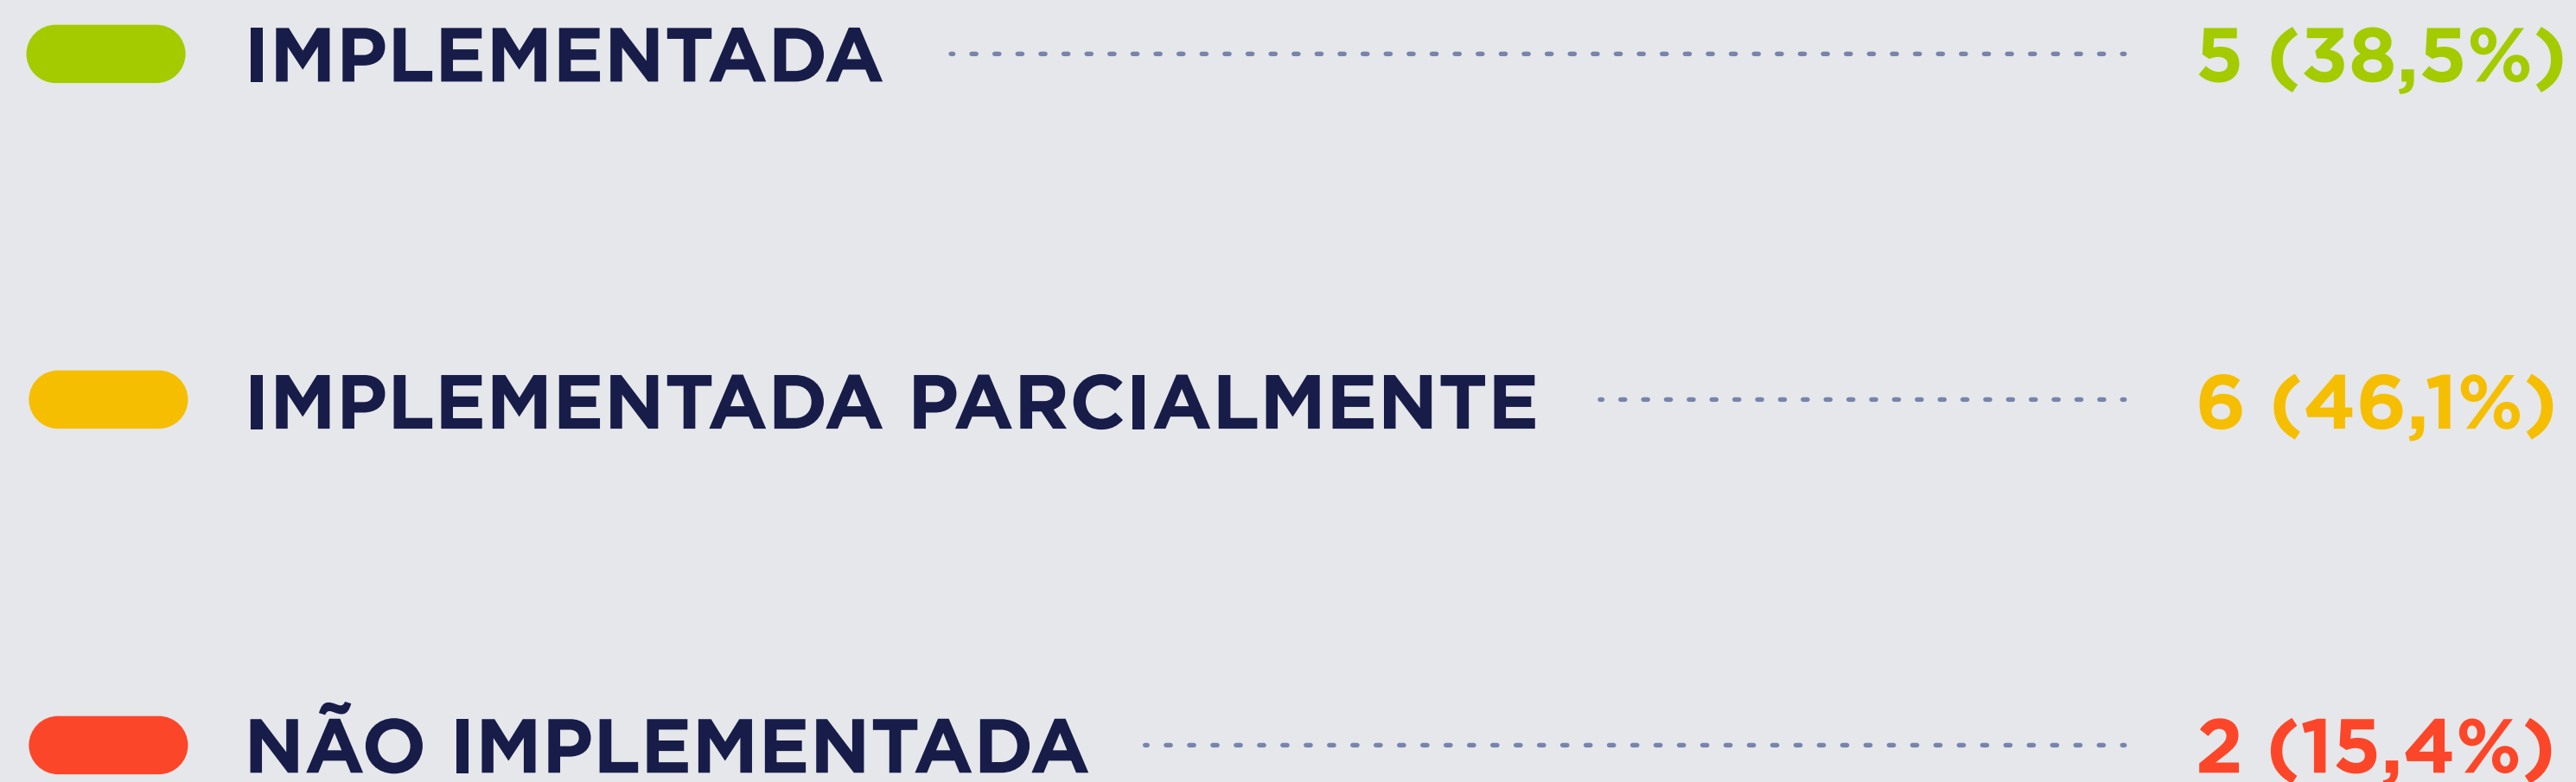 IMPLEMENTADA 5 (38,5%)
IMPLEMENTADA PARCIALMENTE 6 (46,1%)
NÃO IMPLEMENTADA 2 (15,4%)